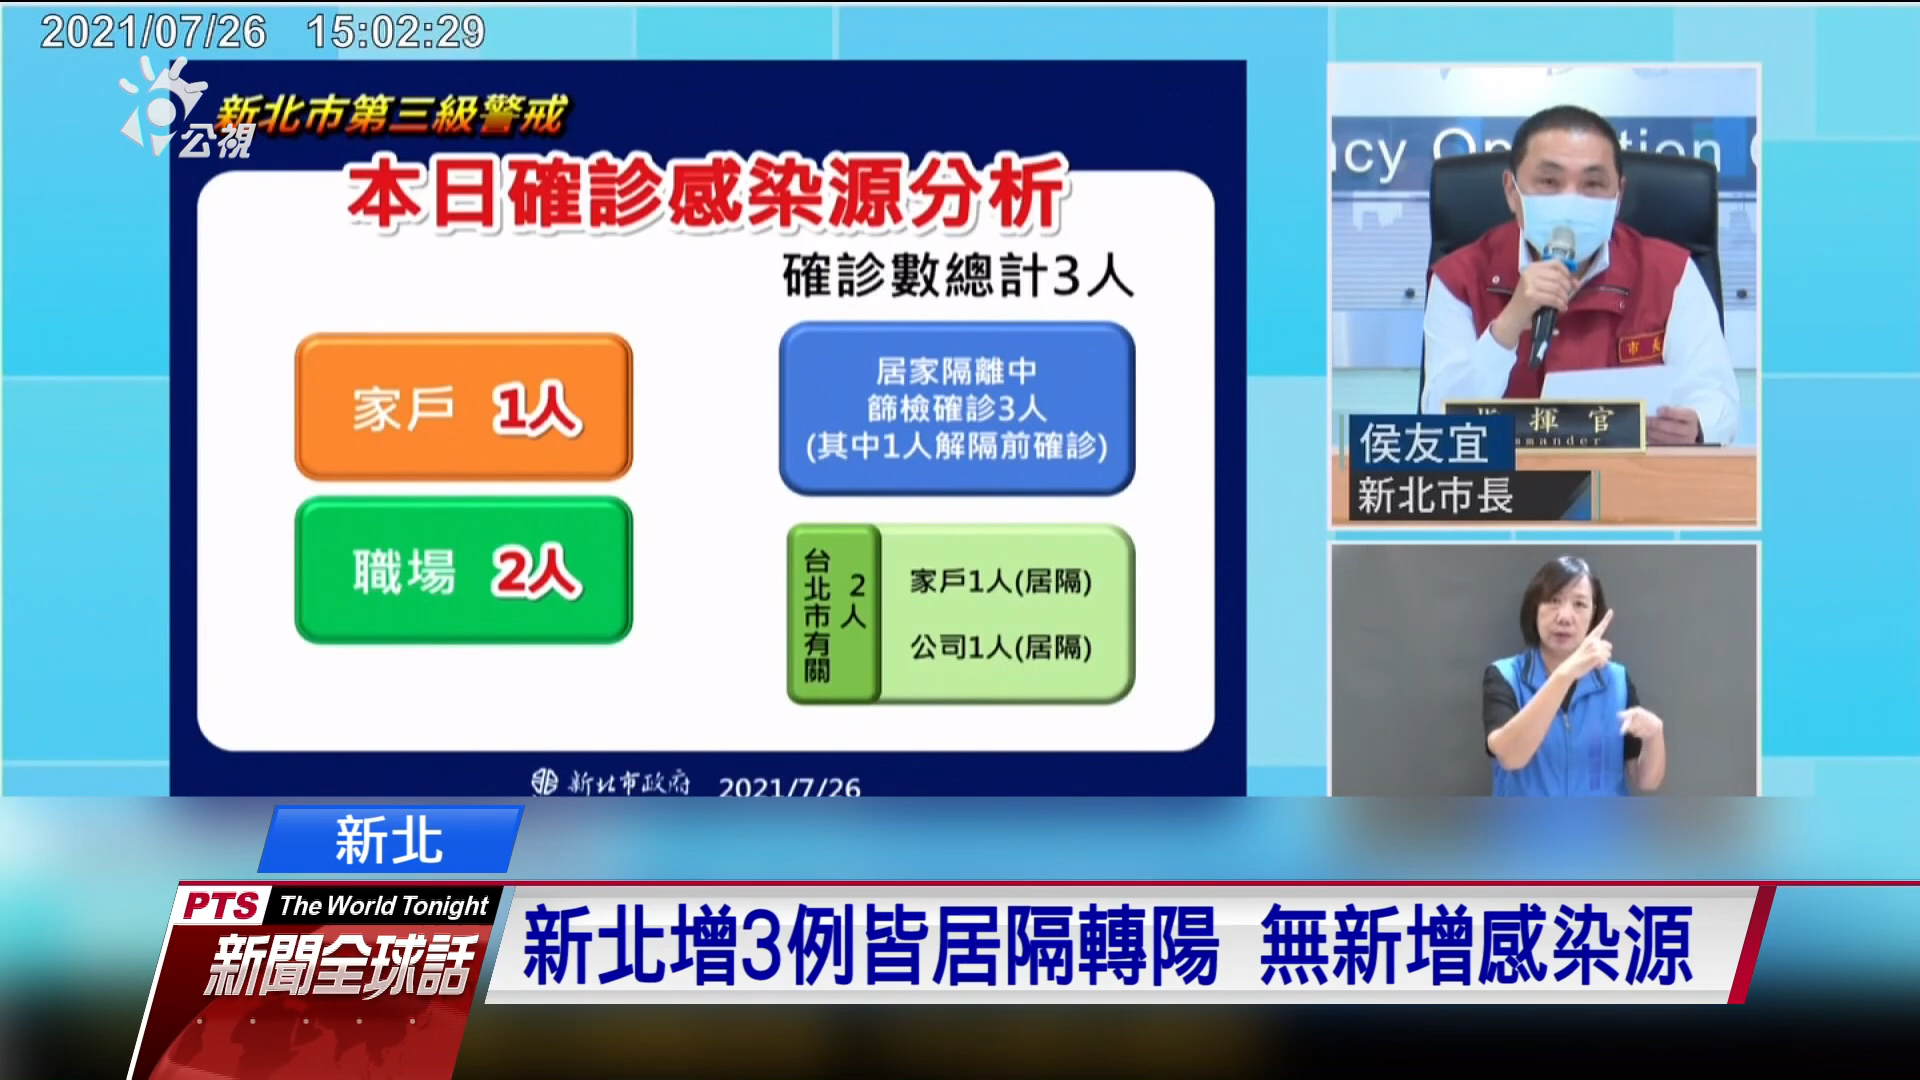 2021/07/26 15:02:29
公視
新北市第三級警戒
本日確診感染源分析
確診數總計3人
家戶 1人
職場 2人
居家隔離中
篩檢確診3人
(其中1人解隔前確診)
台北市有關
2人
家戶1人(居隔)
公司1人(居隔)
新北市政府 2021/7/26
市長
揮官
mmander
侯友宜
新北市長
新北
PTS The World Tonight
新聞全球話
新北增3例皆居隔轉陽 無新增感染源